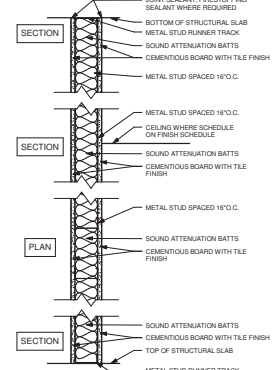 JOINT SEALANT, FIRESTOPPING
SEALANT WHERE REQUIRED
BOTTOM OF STRUCTURAL SLAB
METAL STUD RUNNER TRACK
SECTION
SOUND ATTENUATION BATTS
CEMENTIOUS BOARD WITH TILE FINISH
METAL STUD SPACED 16"O.C.
METAL STUD SPACED 16"O.C.
CEILING WHERE SCHEDULE
ON FINISH SCHEDULE
SECTION
SOUND ATTENUATION BATTS
CEMENTIOUS BOARD WITH TILE
FINISH
METAL STUD SPACED 16"O.C.
PLAN
SOUND ATTENUATION BATTS
CEMENTIOUS BOARD WITH TILE
FINISH
SOUND ATTENUATION BATTS
SECTION
CEMENTIOUS BOARD WITH TILE FINISH
TOP OF STRUCTURAL SLAB
METAL STUD RUNNER TRACK